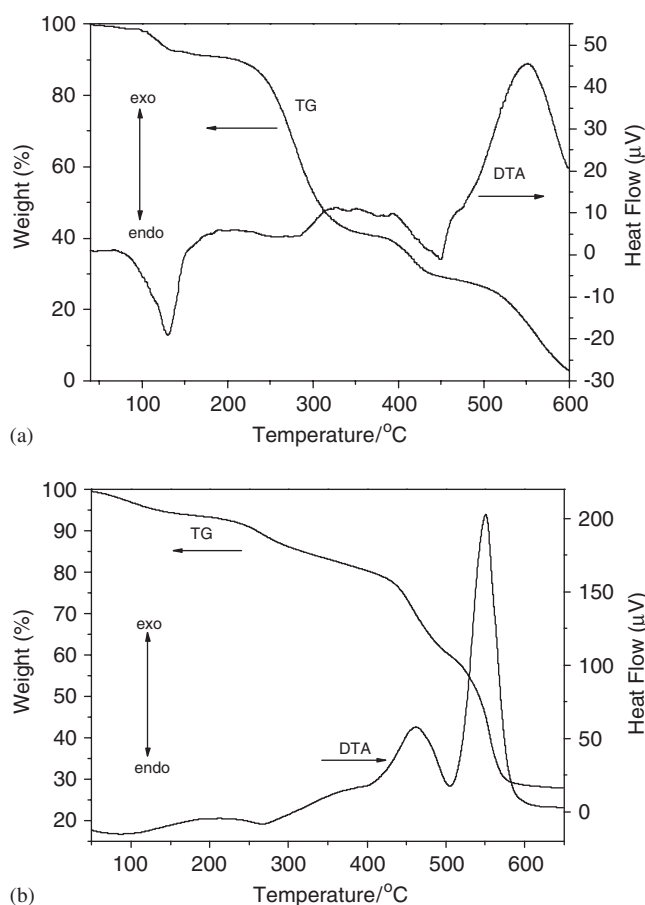 100
80
60
40
20
0
Weight (%)
exo
endo
TG
DTA
50
40
30
20
10
0
-10
-20
-30
Heat Flow (μV)
100
200
300
400
500
600
Temperature/°C
(a)
100
90
80
70
60
50
40
30
20
Weight (%)
TG
exo
endo
DTA
200
150
100
50
0
Heat Flow (μV)
100
200
300
400
500
600
Temperature/°C
(b)